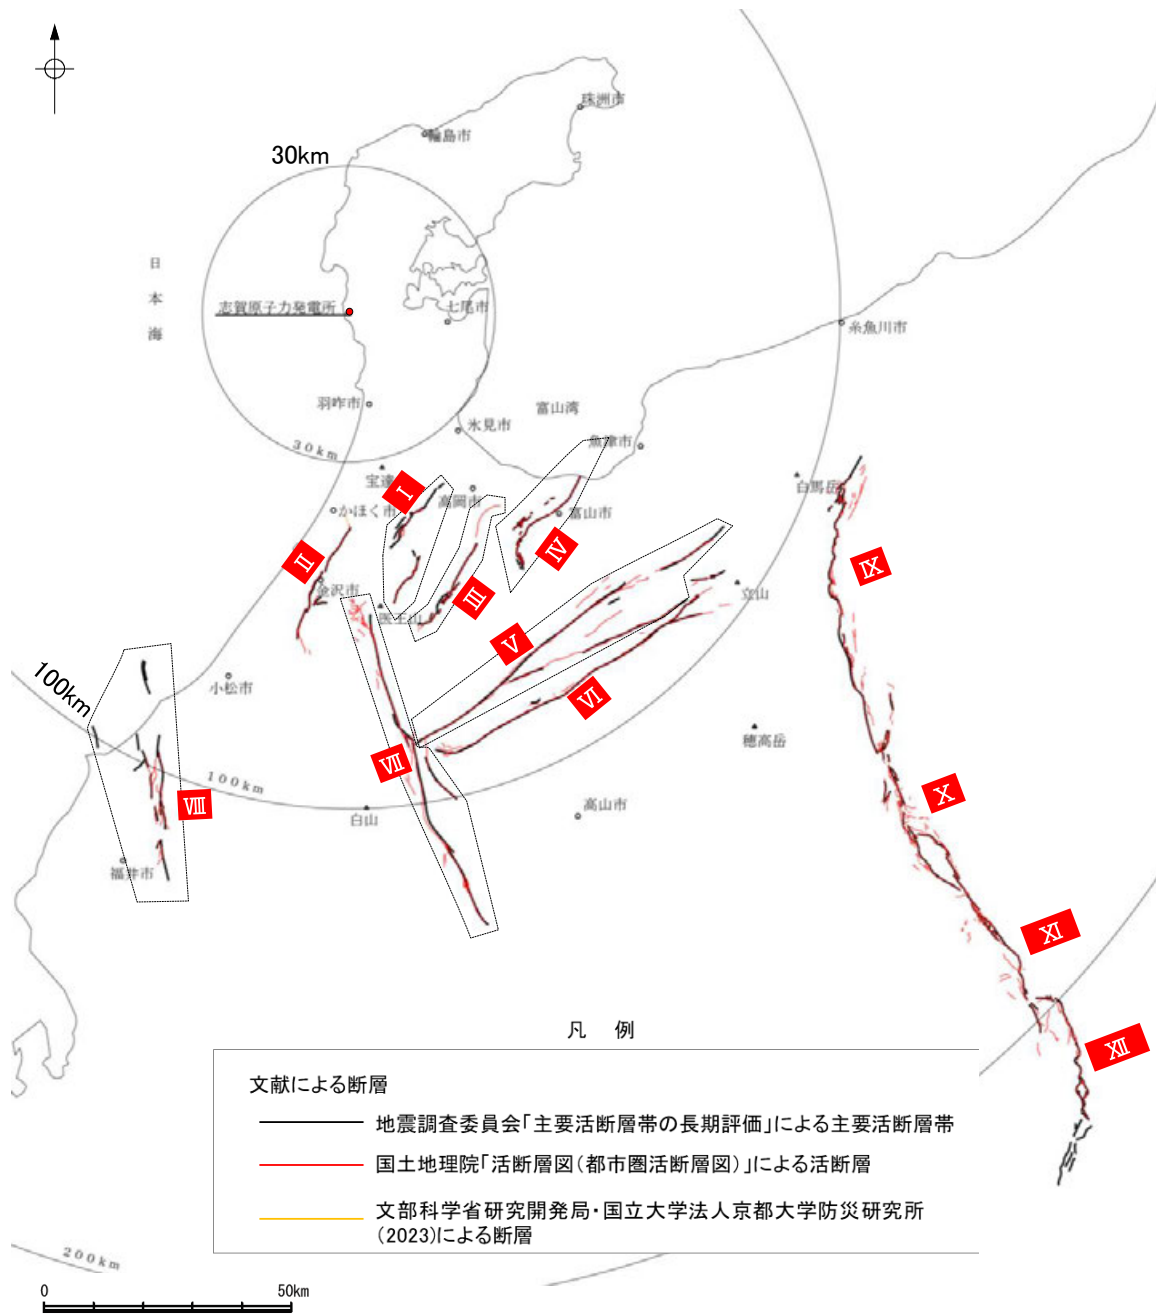 珠洲市
輪島市
30km
日本海
志賀原子力発電所
七尾市
糸魚川市
羽咋市
富山湾
氷見市
魚津市
30km
宝達
I
高岡市
白馬岳
かほく市
富山市
II
IV
IX
金沢市
III
立山
医王山
V
100km
小松市
VI
穂高岳
VII
100km
X
VIII
白山
高山市
福井市
XI
凡 例
XII
文献による断層
地震調査委員会「主要活断層帯の長期評価」による主要活断層帯
国土地理院「活断層図(都市圏活断層図)」による活断層
文部科学省研究開発局・国立大学法人京都大学防災研究所
(2023)による断層
200km
0 50km